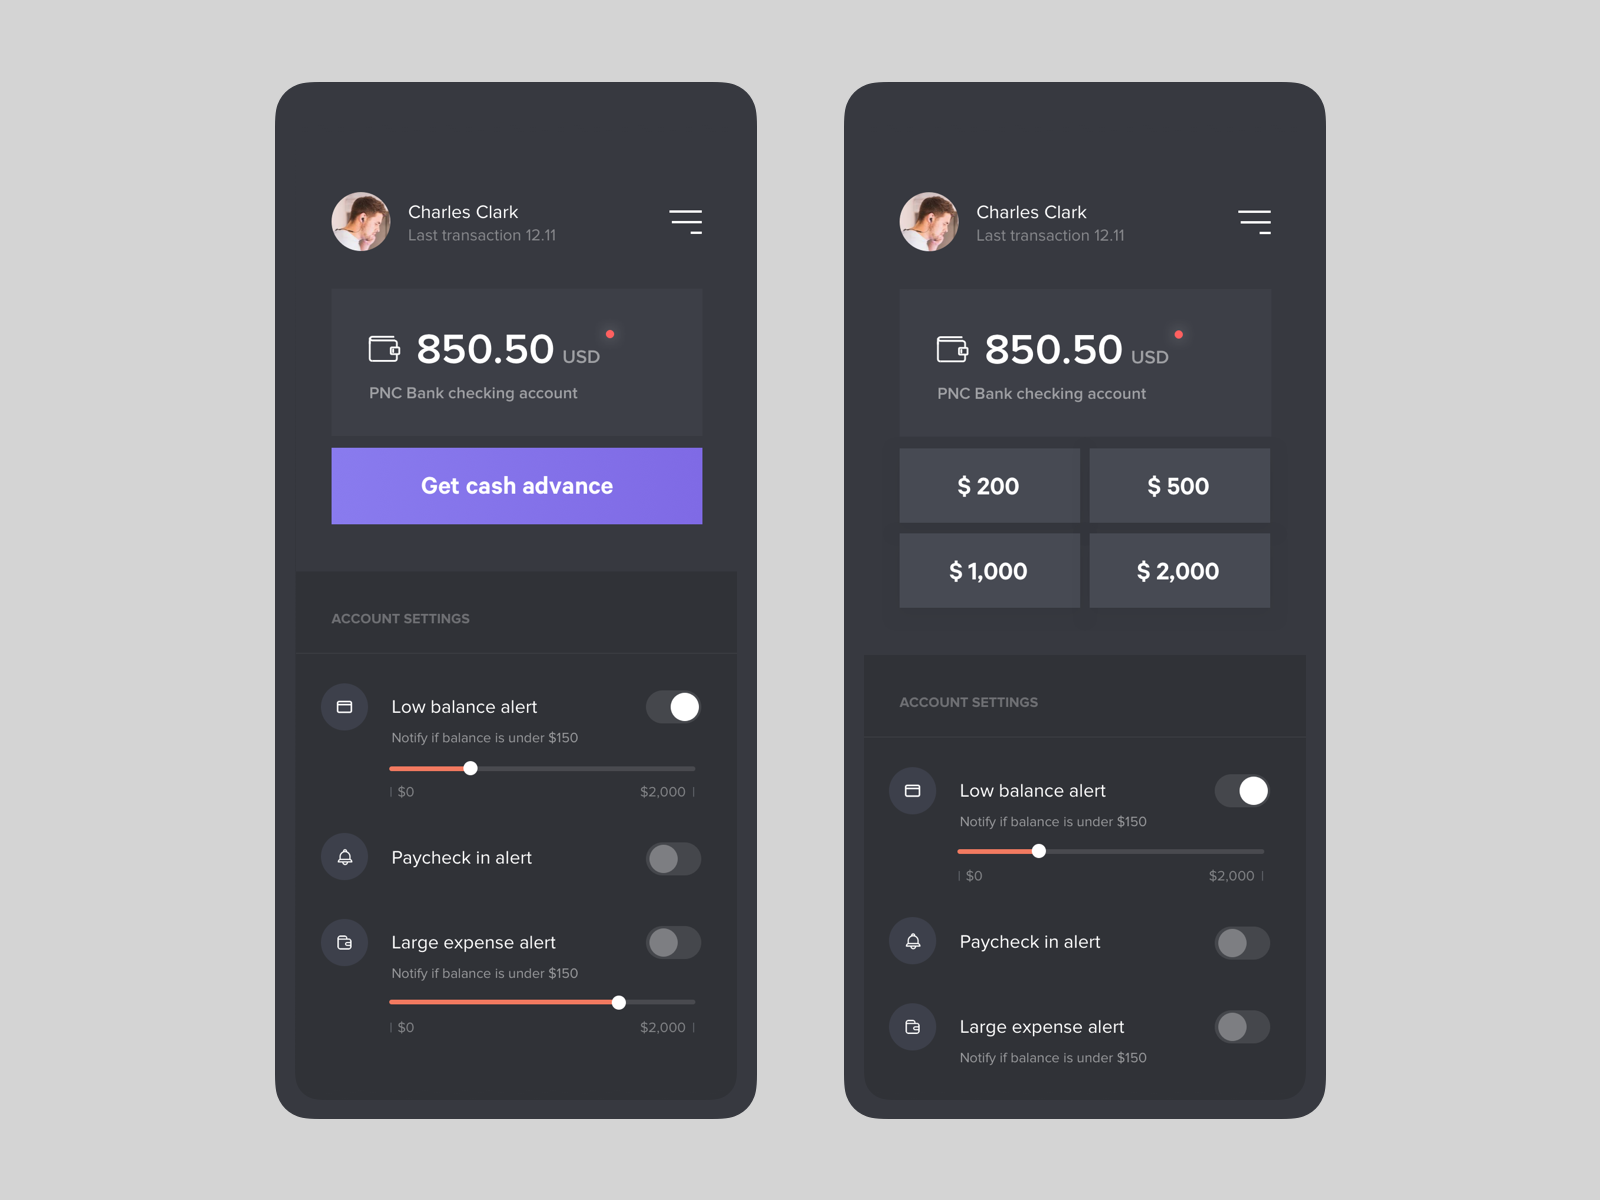 Charles Clark
Last transaction 12.11
850.50 USD
PNC Bank checking account
Get cash advance
ACCOUNT SETTINGS
Low balance alert
Notify if balance is under $150
$0 $2,000
Paycheck in alert
Large expense alert
Notify if balance is under $150
$0 $2,000
Charles Clark
Last transaction 12.11
850.50 USD
PNC Bank checking account
$ 200 $ 500
$ 1,000 $ 2,000
ACCOUNT SETTINGS
Low balance alert
Notify if balance is under $150
$0 $2,000
Paycheck in alert
Large expense alert
Notify if balance is under $150